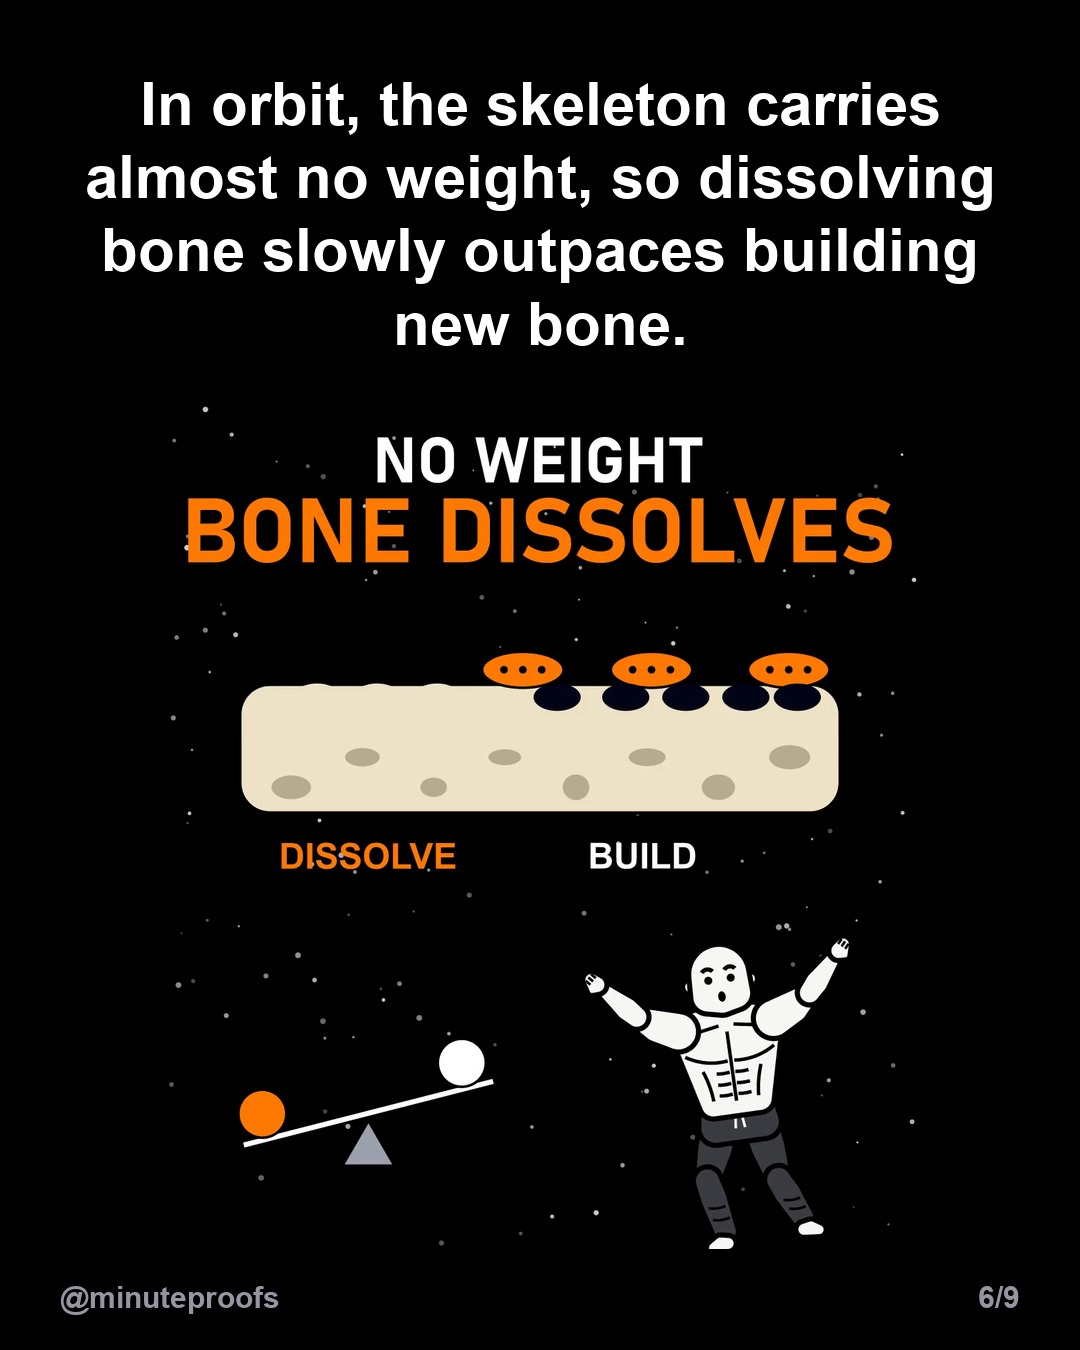 In orbit, the skeleton carries
almost no weight, so dissolving
bone slowly outpaces building
new bone.
NO WEIGHT
BONE DISSOLVES
DISSOLVE
BUILD
@minuteproofs
6/9